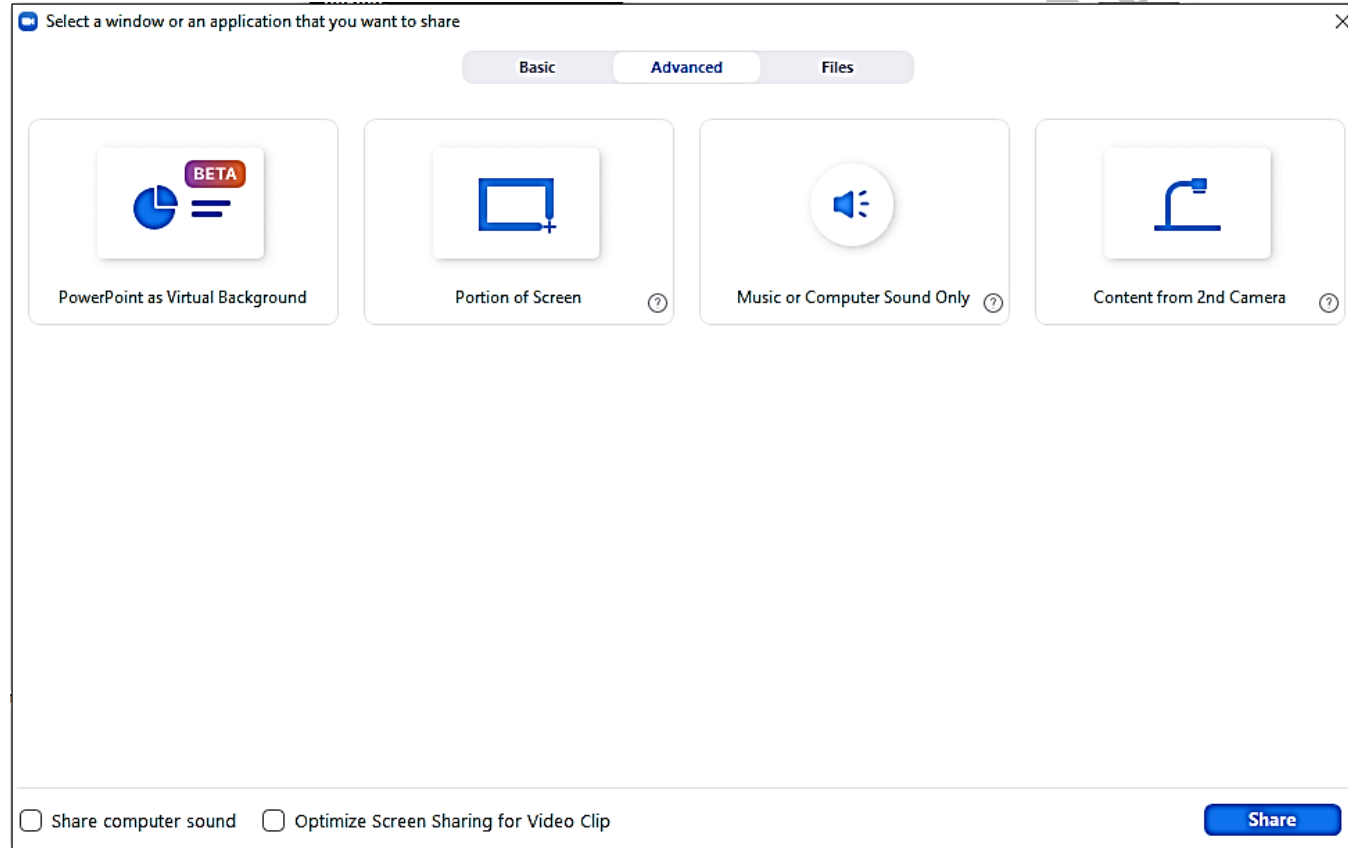 Select a window or an application that you want to share
Basic
Advanced
Files
BETA
PowerPoint as Virtual Background
Portion of Screen
?
Music or Computer Sound Only
?
Content from 2nd Camera
?
Share computer sound
Optimize Screen Sharing for Video Clip
Share